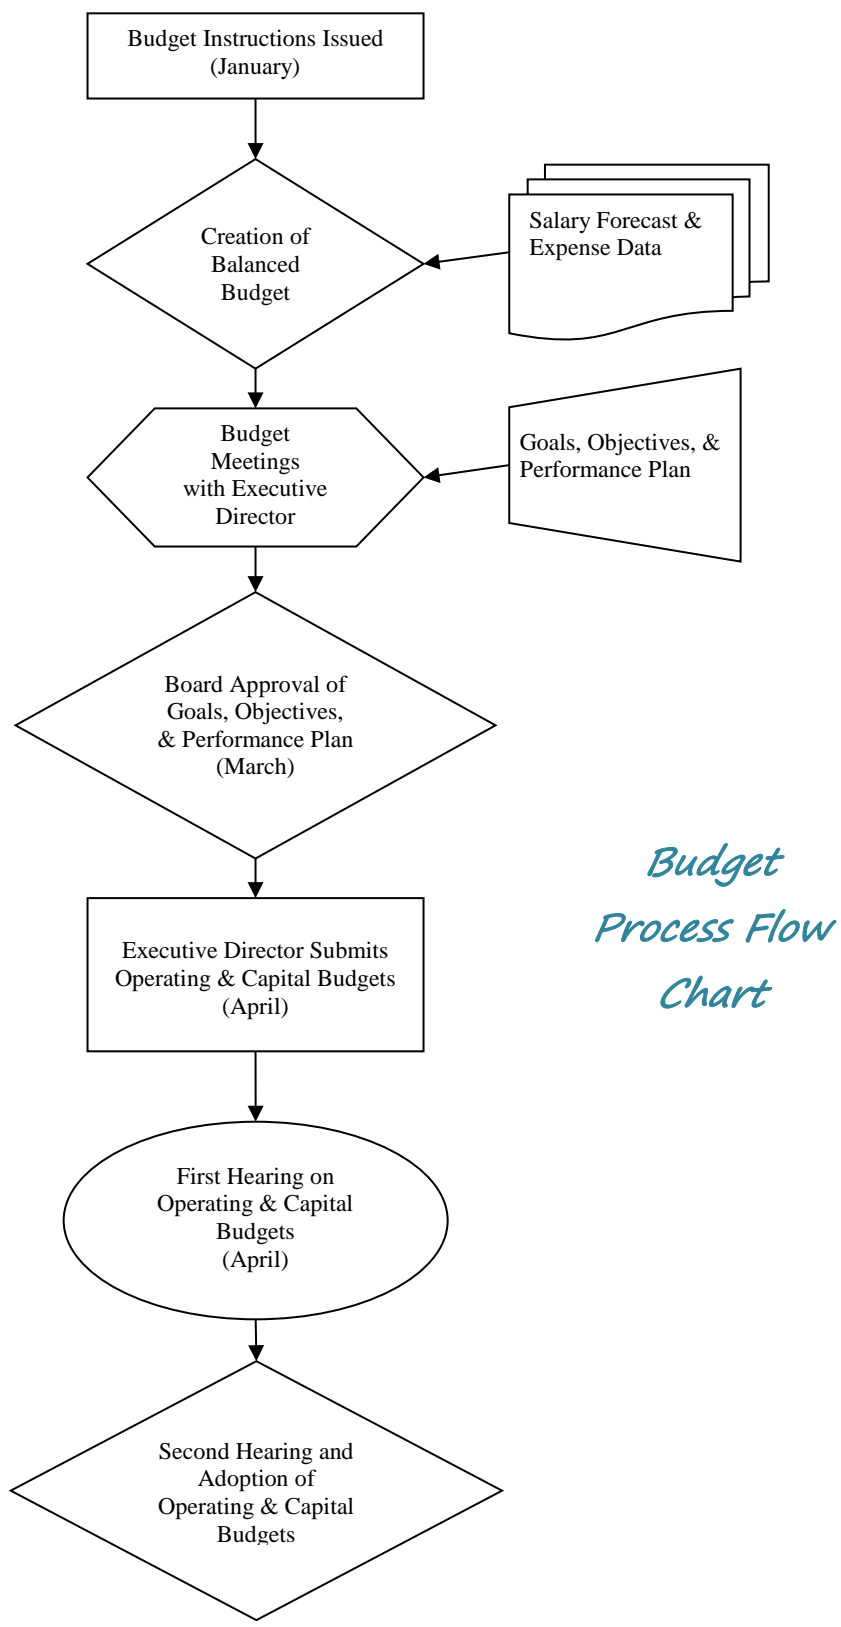 Budget Instructions Issued
(January)
Creation of
Balanced
Budget
Salary Forecast &
Expense Data
Budget
Meetings
with Executive
Director
Goals, Objectives, &
Performance Plan
Board Approval of
Goals, Objectives,
& Performance Plan
(March)
Budget
Process Flow
Chart
Executive Director Submits
Operating & Capital Budgets
(April)
First Hearing on
Operating & Capital
Budgets
(April)
Second Hearing and
Adoption of
Operating & Capital
Budgets